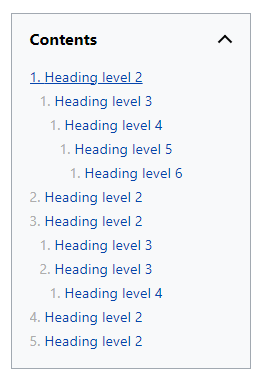 Contents
1. Heading level 2
1. Heading level 3
1. Heading level 4
1. Heading level 5
1. Heading level 6
2. Heading level 2
3. Heading level 2
1. Heading level 3
2. Heading level 3
1. Heading level 4
4. Heading level 2
5. Heading level 2